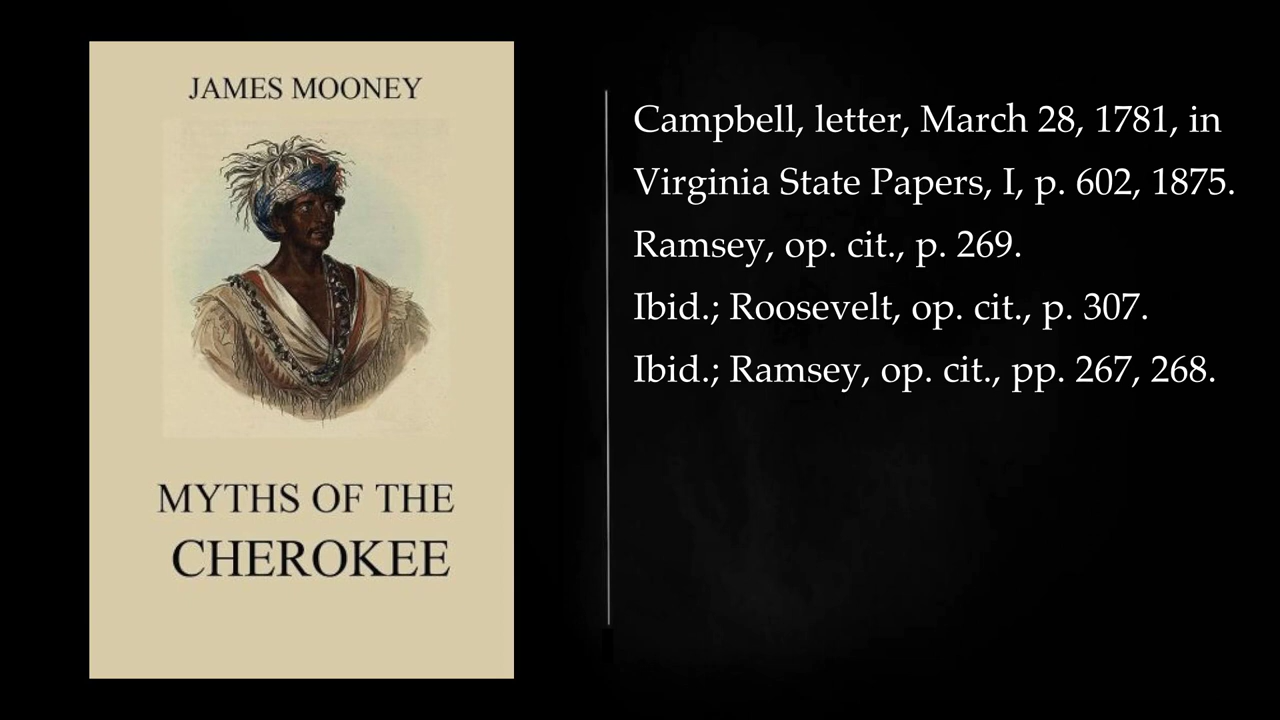 JAMES MOONEY
MYTHS OF THE
CHEROKEE
Campbell, letter, March 28, 1781, in
Virginia State Papers, I, p. 602, 1875.
Ramsey, op. cit., p. 269.
Ibid.; Roosevelt, op. cit., p. 307.
Ibid.; Ramsey, op. cit., pp. 267, 268.